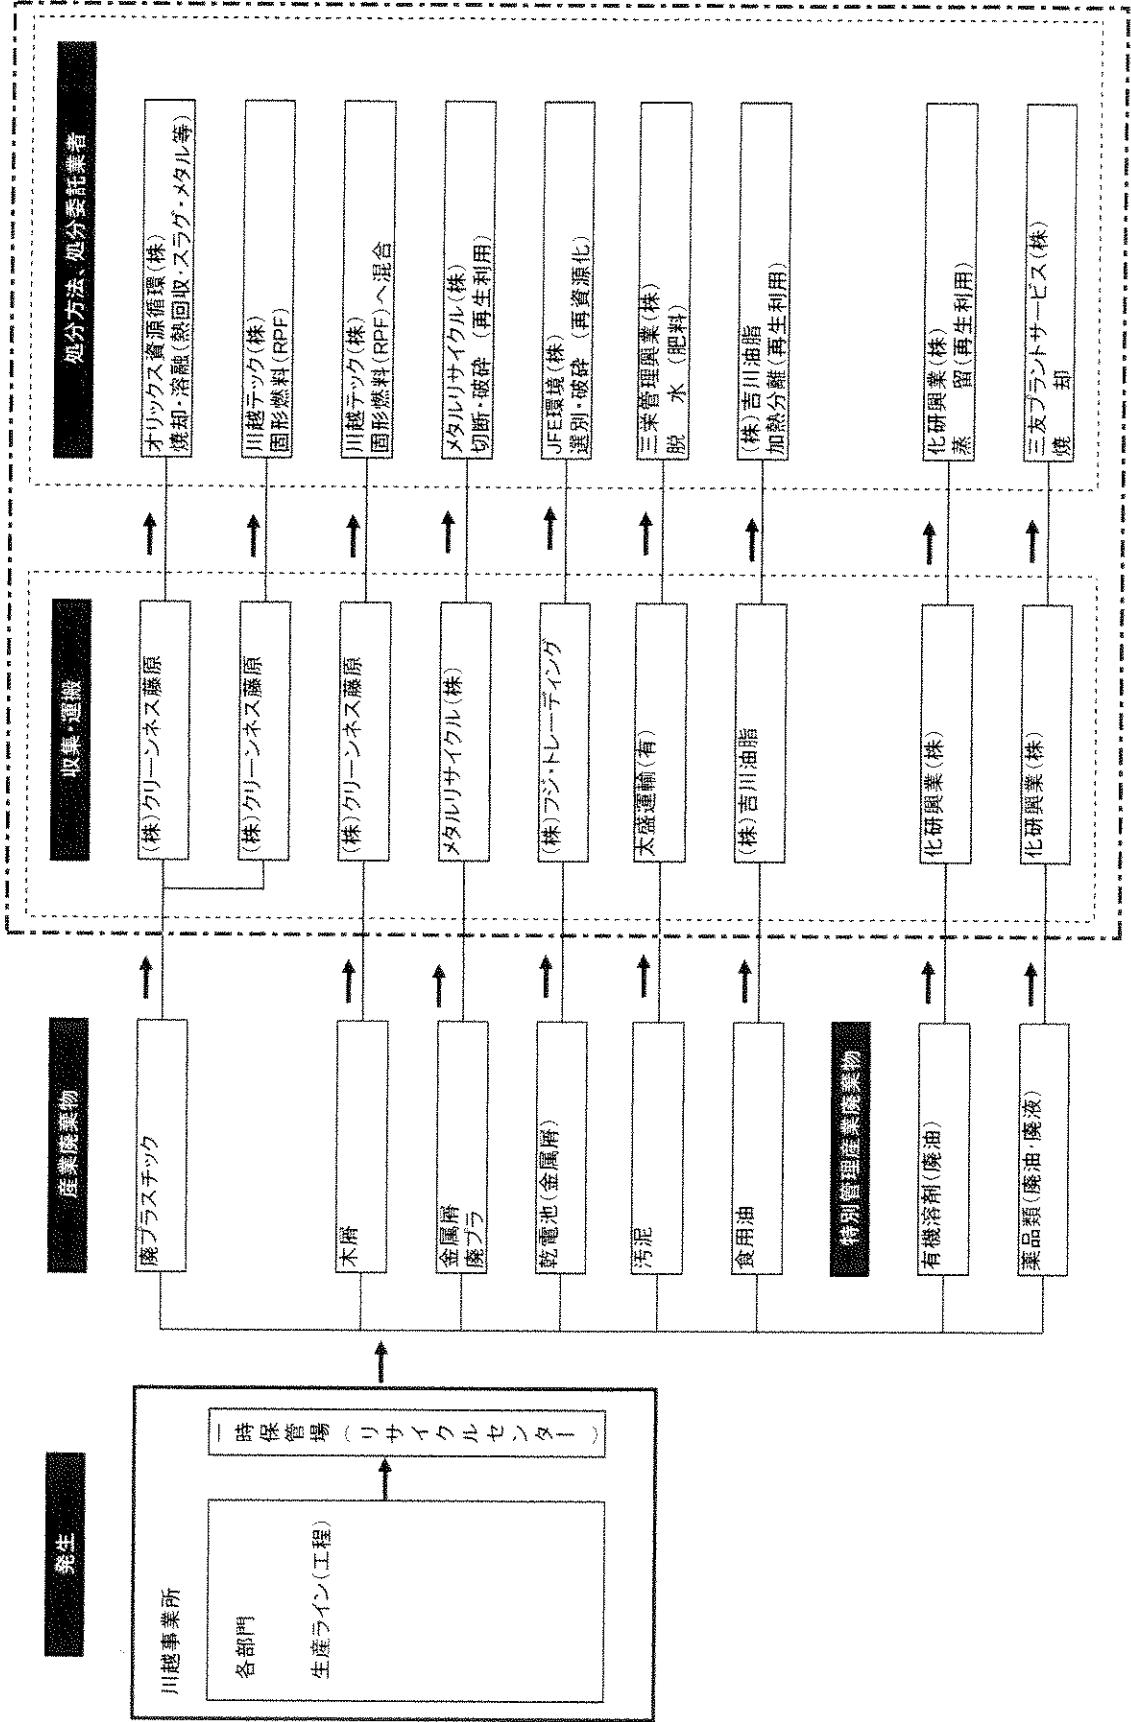 発生
川越事業所
各部門
生産ライン(工程)
一時保管場(リサイクルセンター)
産業廃棄物
廃プラスチック
木屑
金属屑
廃プラ
乾電池(金属屑)
汚泥
食用油
特別管理産業廃棄物
有機溶剤(廃油)
薬品類(廃油・廃液)
収集・運搬
(株)クリーンネス藤原
(株)クリーンネス藤原
(株)クリーンネス藤原
メタルリサイクル(株)
(株)フジ・トレーディング
太盛運輸(有)
(株)吉川油脂
化研興業(株)
化研興業(株)
処分方法、処分委託業者
オリックス資源循環(株)
焼却・溶融(熱回収・スラグ・メタル等)
川越テック(株)
固形燃料(RPF)
川越テック(株)
固形燃料(RPF)へ混合
メタルリサイクル(株)
切断・破砕 (再生利用)
JFE環境(株)
選別・破砕 (再資源化)
三栄管理興業(株)
脱 水 (肥料)
(株)吉川油脂
加熱分離(再生利用)
化研興業(株)
蒸 留(再生利用)
三友プラントサービス(株)
焼 却